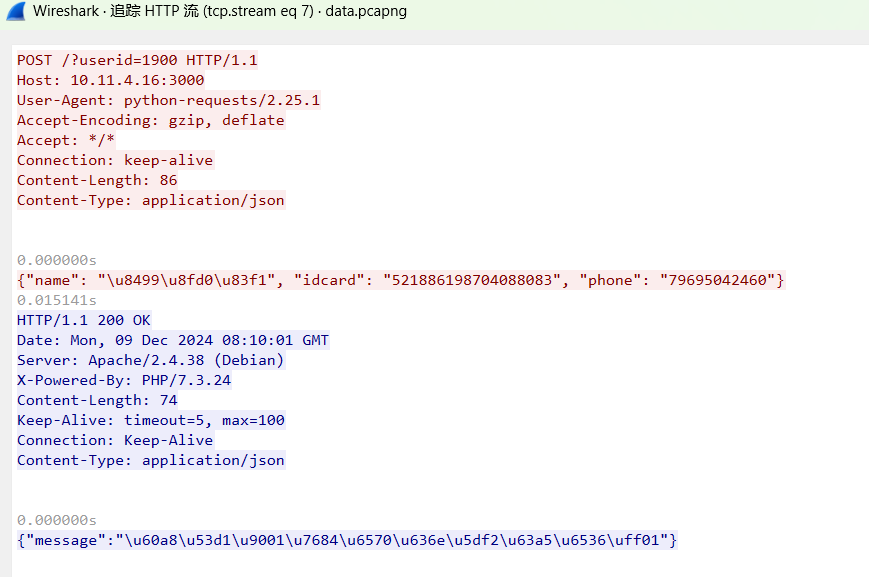 Wireshark · 追踪 HTTP 流 (tcp.stream eq 7) · data.pcapng
POST /?userid=1900 HTTP/1.1
Host: 10.11.4.16:3000
User-Agent: python-requests/2.25.1
Accept-Encoding: gzip, deflate
Accept: */*
Connection: keep-alive
Content-Length: 86
Content-Type: application/json
0.000000s
{"name": "\u8499\u8fd0\u83f1", "idcard": "521886198704088083", "phone": "79695042460"}
0.015141s
HTTP/1.1 200 OK
Date: Mon, 09 Dec 2024 08:10:01 GMT
Server: Apache/2.4.38 (Debian)
X-Powered-By: PHP/7.3.24
Content-Length: 74
Keep-Alive: timeout=5, max=100
Connection: Keep-Alive
Content-Type: application/json
0.000000s
{"message":"\u60a8\u53d1\u9001\u7684\u6570\u636e\u5df2\u63a5\u6536\uff01"}